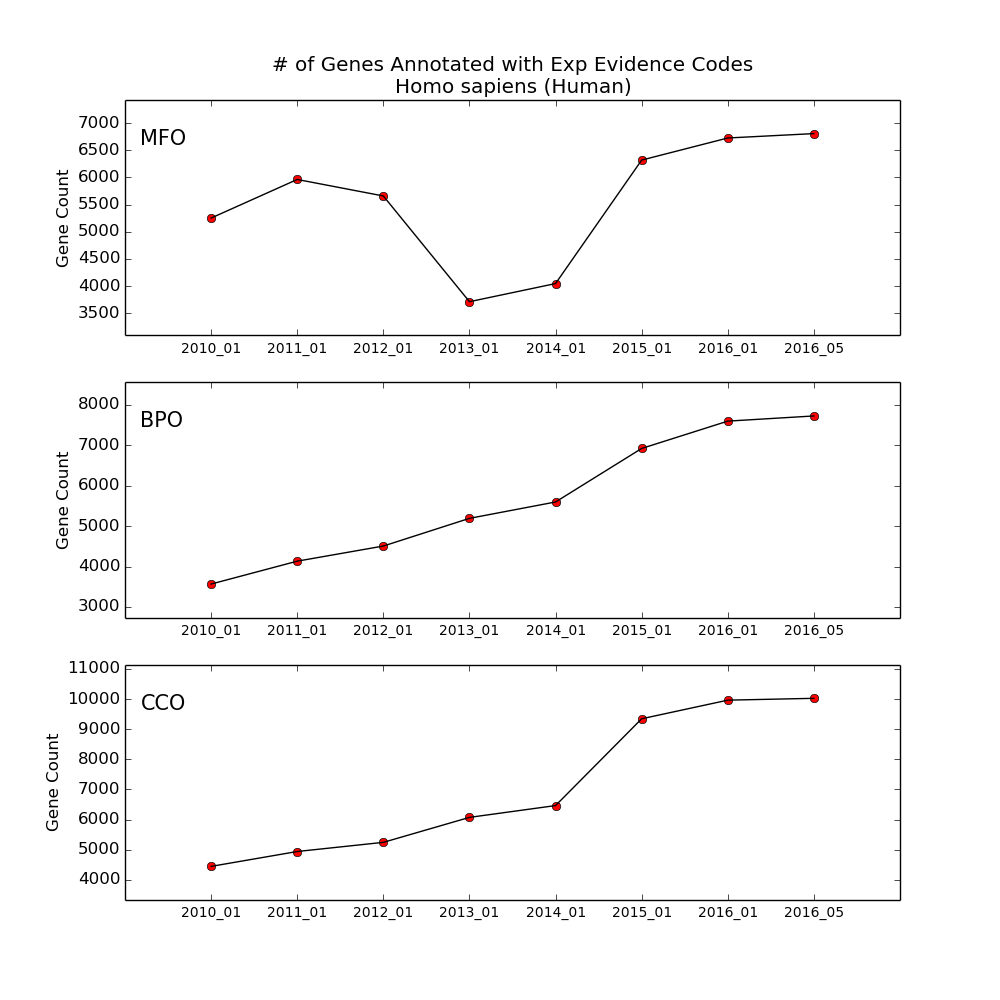 # of Genes Annotated with Exp Evidence Codes
Homo sapiens (Human)
MFO
Gene Count
7000
6500
6000
5500
5000
4500
4000
3500
2010_01 2011_01 2012_01 2013_01 2014_01 2015_01 2016_01 2016_05
BPO
Gene Count
8000
7000
6000
5000
4000
3000
2010_01 2011_01 2012_01 2013_01 2014_01 2015_01 2016_01 2016_05
CCO
Gene Count
11000
10000
9000
8000
7000
6000
5000
4000
2010_01 2011_01 2012_01 2013_01 2014_01 2015_01 2016_01 2016_05